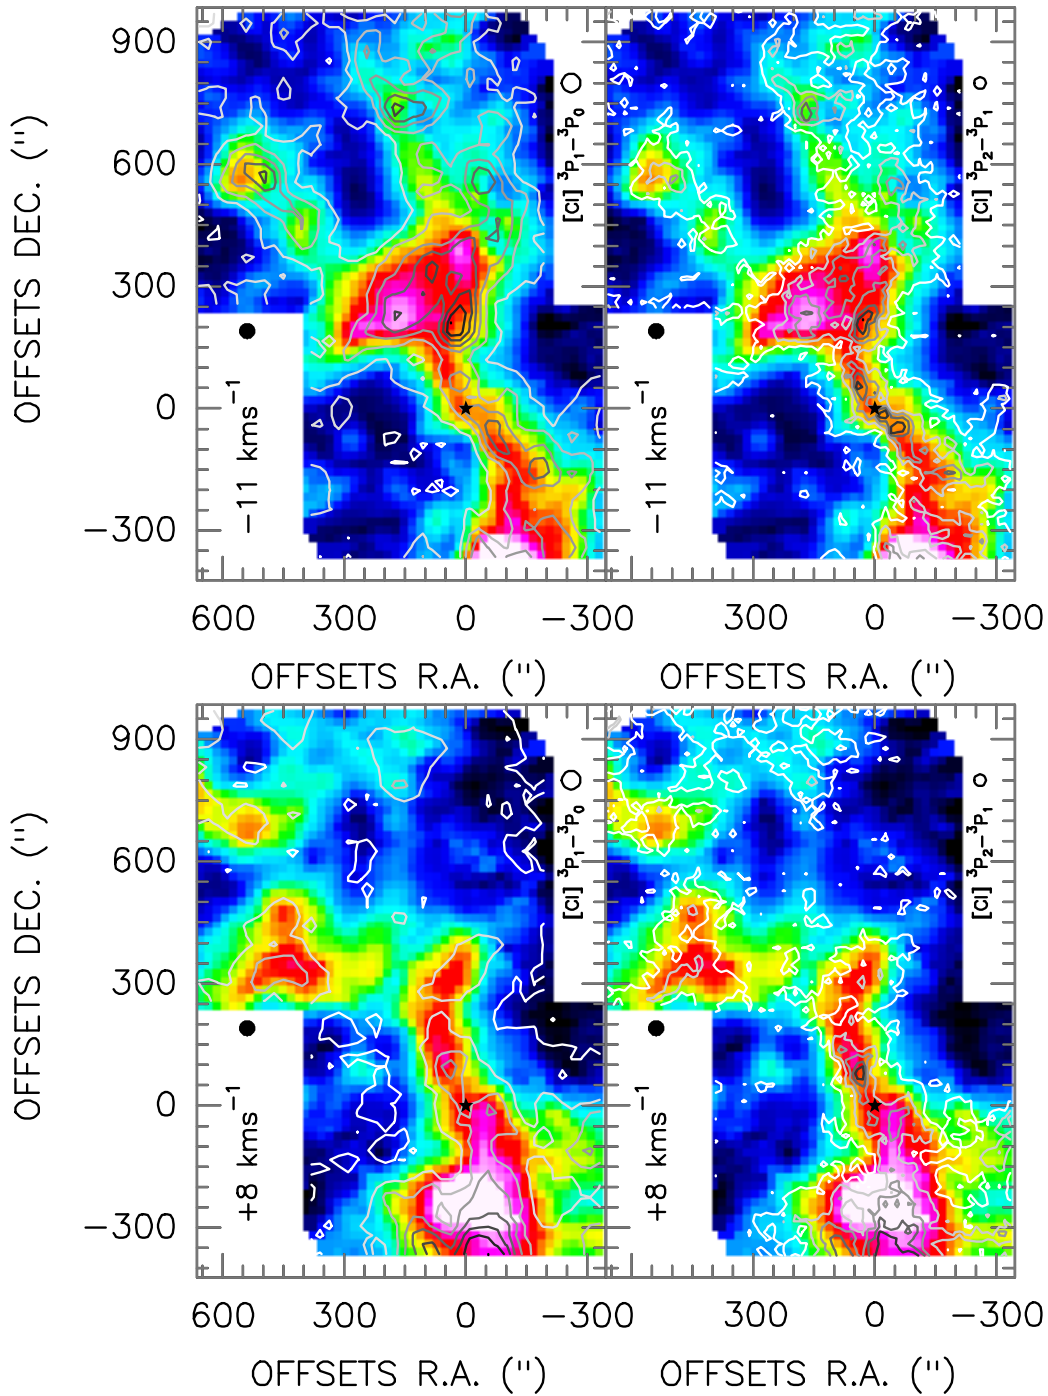 900
600
300
0
−300
OFFSETS DEC. (")
−11 kms⁻¹
[CI] ³P₁−³P₀
−11 kms⁻¹
[CI] ³P₂−³P₁
600 300 0 −300
300 0 −300
OFFSETS R.A. (")
OFFSETS R.A. (")
900
600
300
0
−300
OFFSETS DEC. (")
+8 kms⁻¹
[CI] ³P₁−³P₀
+8 kms⁻¹
[CI] ³P₂−³P₁
600 300 0 −300
300 0 −300
OFFSETS R.A. (")
OFFSETS R.A. (")